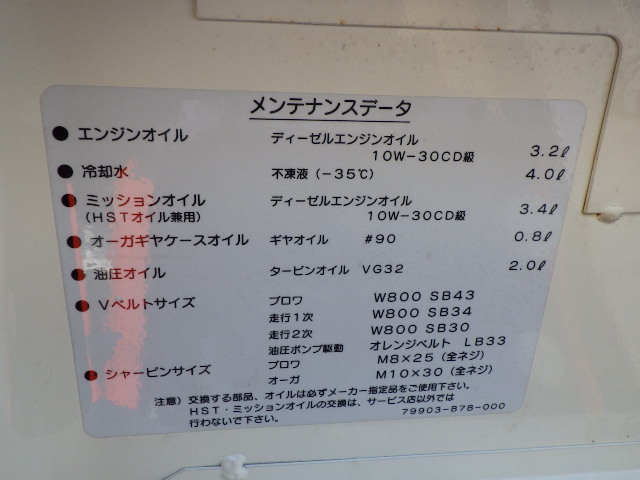 メンテナンスデータ
● エンジンオイル ディーゼルエンジンオイル
10W-30CD級 3.2ℓ
● 冷却水 不凍液(-35℃) 4.0ℓ
● ミッションオイル ディーゼルエンジンオイル
(HSTオイル兼用) 10W-30CD級 3.4ℓ
● オーガギヤケースオイル ギヤオイル #90 0.8ℓ
● 油圧オイル タービンオイル VG32 2.0ℓ
● Vベルトサイズ ブロワ W800 SB43
走行1次 W800 SB34
走行2次 W800 SB30
油圧ポンプ駆動 オレンジベルト LB33
● シャーピンサイズ ブロワ M8×25(全ネジ)
オーガ M10×30(全ネジ)
注意)交換する部品、オイルは必ずメーカー指定品をご使用下さい。
HST・ミッションオイルの交換は、サービス店以外では
行わないで下さい。 79903-B78-000